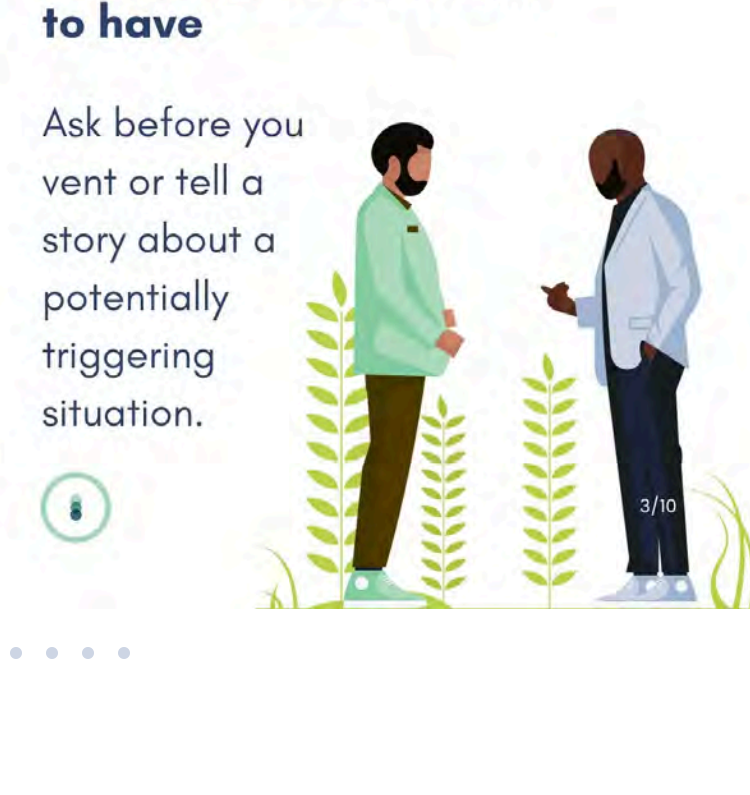 to have
Ask before you
vent or tell a
story about a
potentially
triggering
situation.
3/10